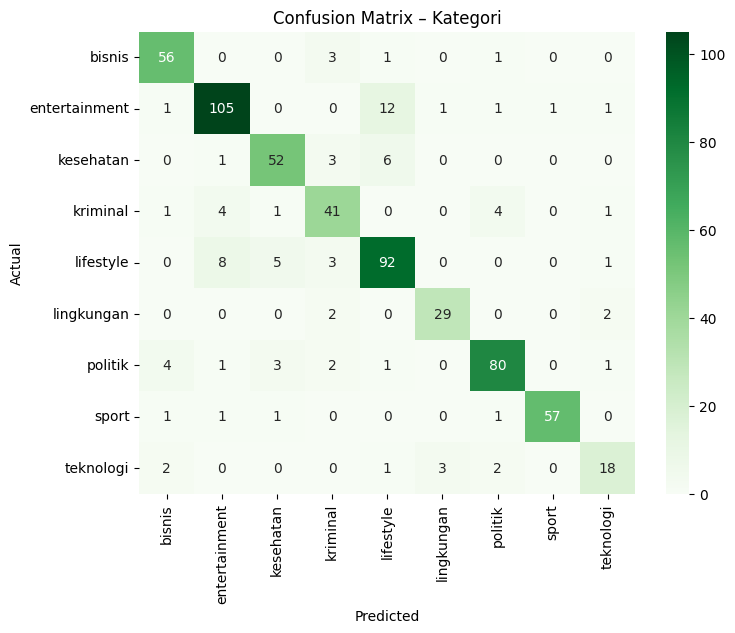 Confusion Matrix – Kategori
Actual
bisnis 56 0 0 3 1 0 1 0 0
entertainment 1 105 0 0 12 1 1 1 1
kesehatan 0 1 52 3 6 0 0 0 0
kriminal 1 4 1 41 0 0 4 0 1
lifestyle 0 8 5 3 92 0 0 0 1
lingkungan 0 0 0 2 0 29 0 0 2
politik 4 1 3 2 1 0 80 0 1
sport 1 1 1 0 0 0 1 57 0
teknologi 2 0 0 0 1 3 2 0 18
bisnis entertainment kesehatan kriminal lifestyle lingkungan politik sport teknologi
Predicted
100
80
60
40
20
0